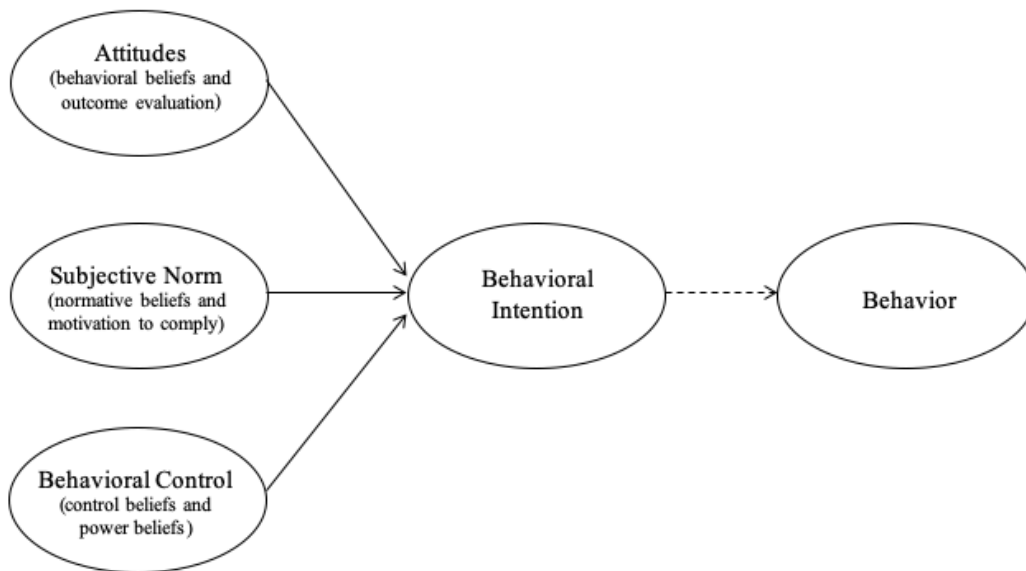 Attitudes
(behavioral beliefs and
outcome evaluation)
Subjective Norm
(normative beliefs and
motivation to comply)
Behavioral Control
(control beliefs and
power beliefs)
Behavioral
Intention
Behavior